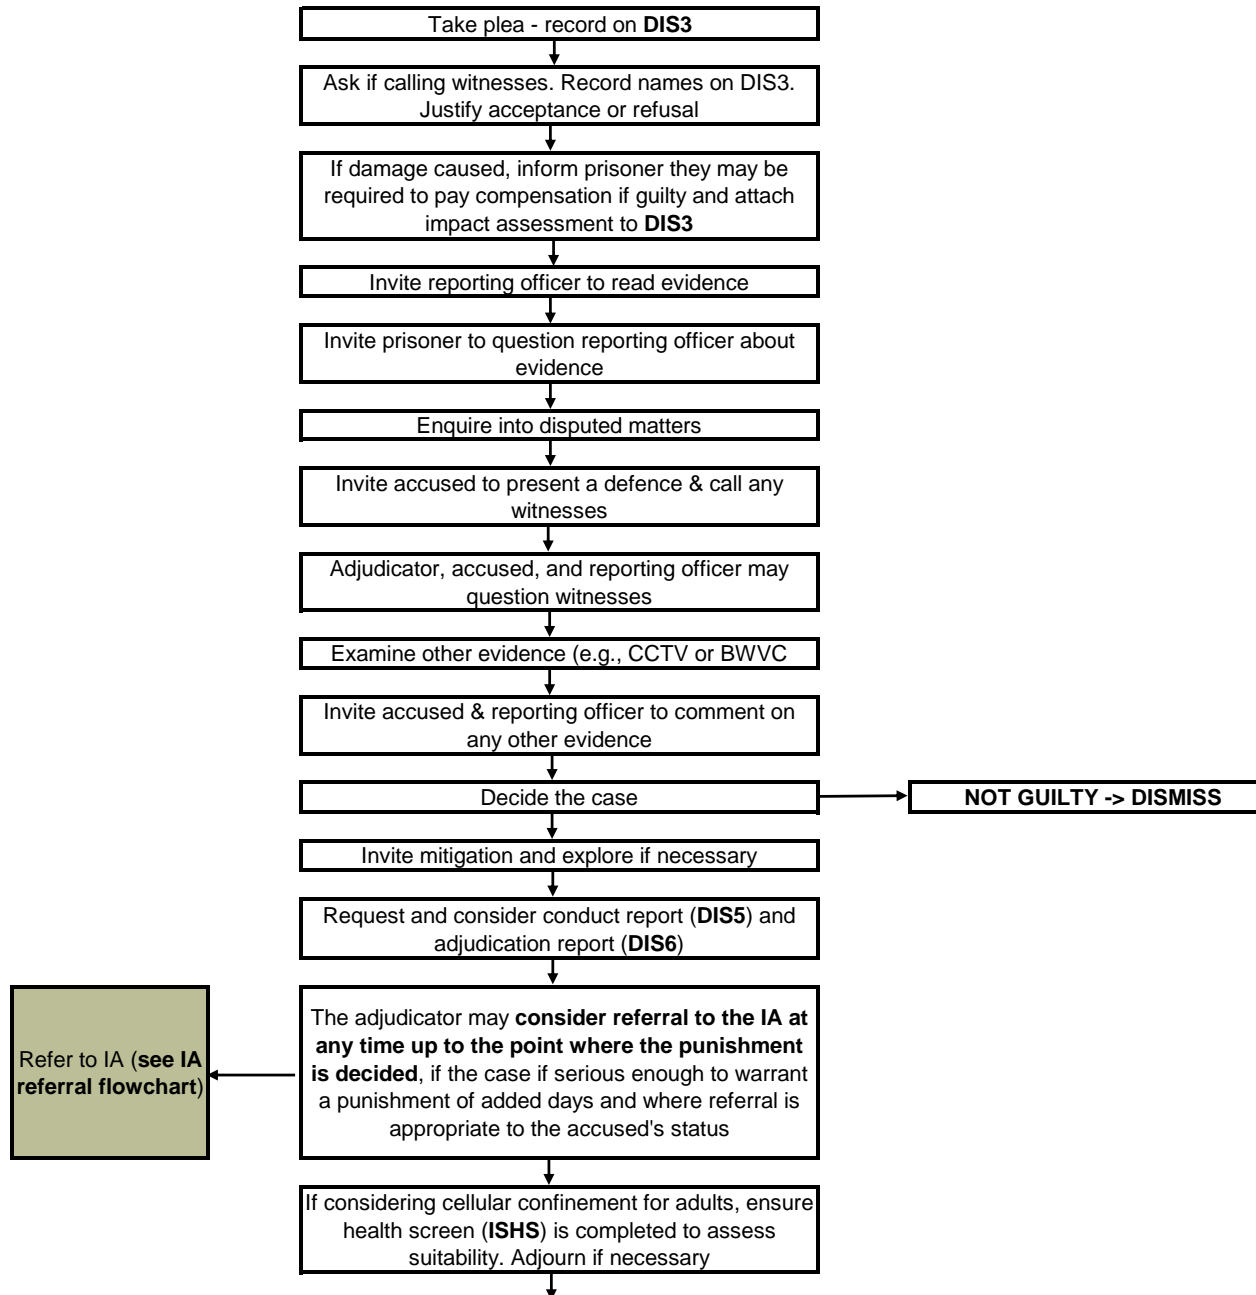 Take plea - record on DIS3
Ask if calling witnesses. Record names on DIS3.
Justify acceptance or refusal
If damage caused, inform prisoner they may be
required to pay compensation if guilty and attach
impact assessment to DIS3
Invite reporting officer to read evidence
Invite prisoner to question reporting officer about
evidence
Enquire into disputed matters
Invite accused to present a defence & call any
witnesses
Adjudicator, accused, and reporting officer may
question witnesses
Examine other evidence (e.g., CCTV or BWVC
Invite accused & reporting officer to comment on
any other evidence
Decide the case
NOT GUILTY -> DISMISS
Invite mitigation and explore if necessary
Request and consider conduct report (DIS5) and
adjudication report (DIS6)
Refer to IA (see IA
referral flowchart)
The adjudicator may consider referral to the IA at
any time up to the point where the punishment
is decided, if the case if serious enough to warrant
a punishment of added days and where referral is
appropriate to the accused's status
If considering cellular confinement for adults, ensure
health screen (ISHS) is completed to assess
suitability. Adjourn if necessary